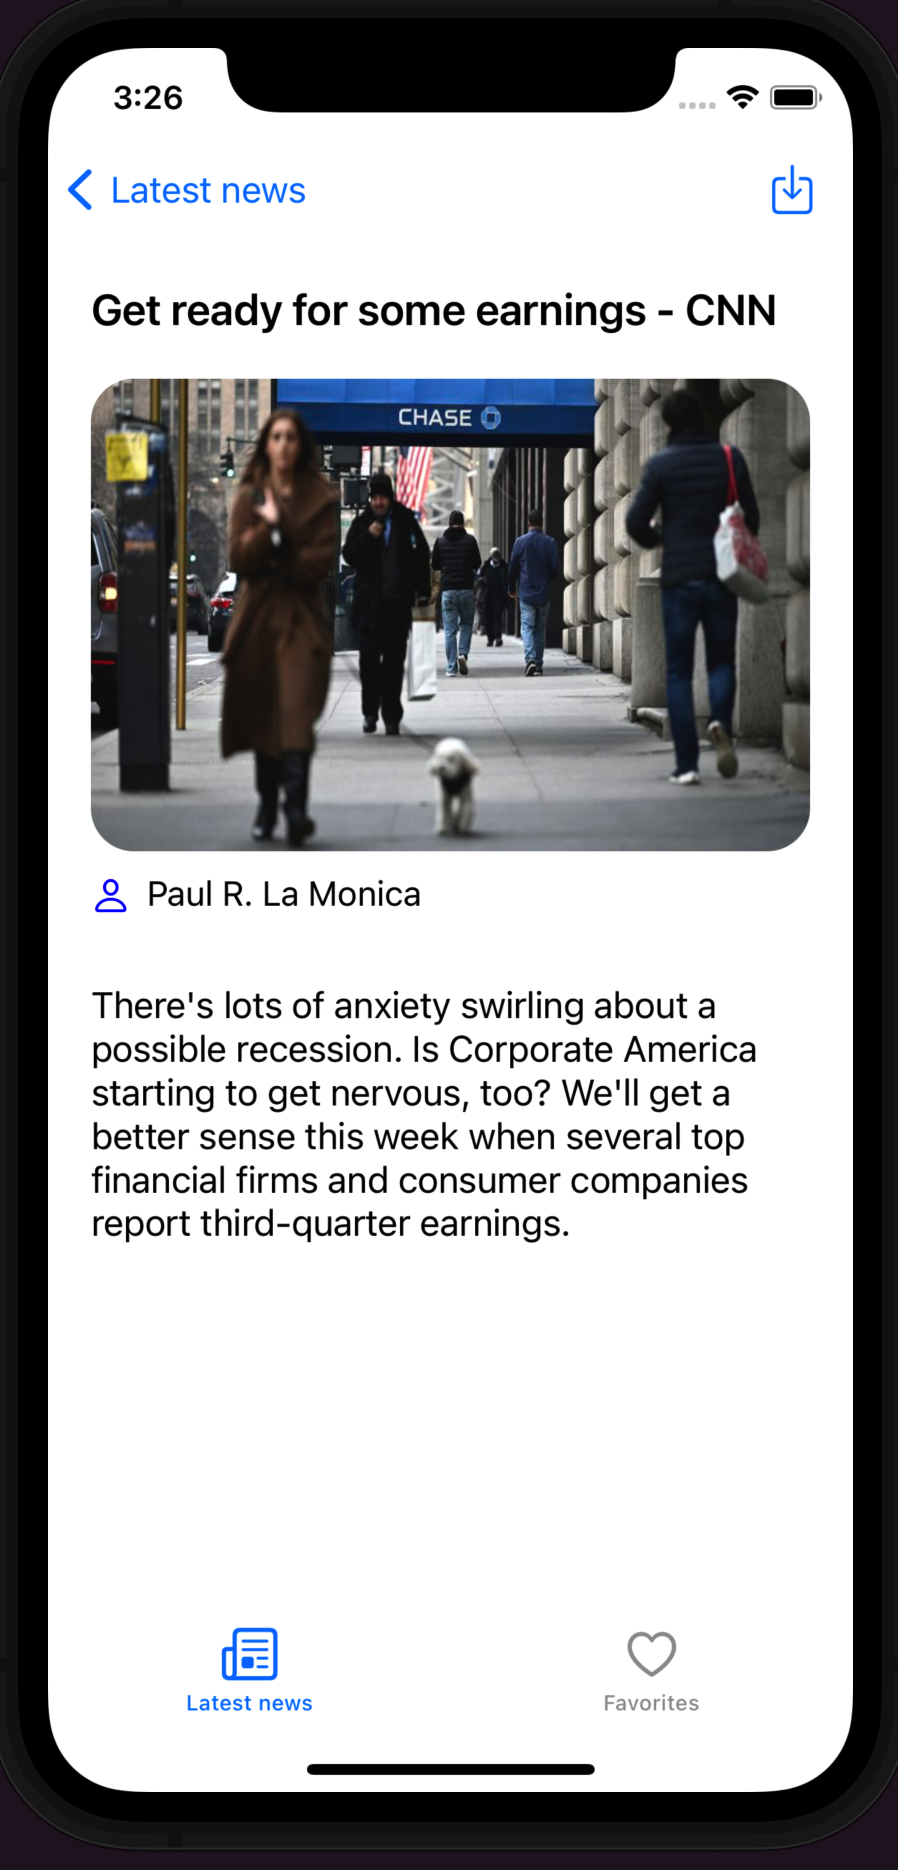 3:26
Latest news
Get ready for some earnings - CNN
CHASE
Paul R. La Monica
There's lots of anxiety swirling about a
possible recession. Is Corporate America
starting to get nervous, too? We'll get a
better sense this week when several top
financial firms and consumer companies
report third-quarter earnings.
Latest news
Favorites